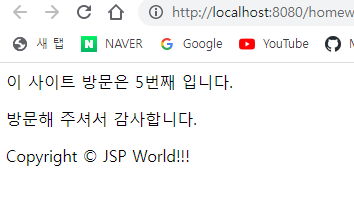 http://localhost:8080/homew
새 탭 NAVER Google YouTube M
이 사이트 방문은 5번째 입니다.
방문해 주셔서 감사합니다.
Copyright © JSP World!!!